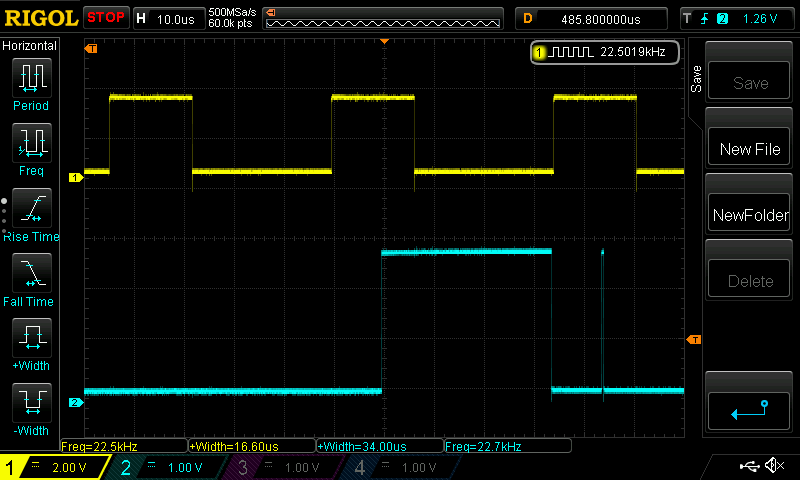 RIGOL STOP H 10.0us 500MSa/s 60.0k pts D 485.800000us T 2 1.26 V
Horizontal
T
1 22.5019kHz
Save
Save
Period
New File
Freq
1
NewFolder
Rise Time
Delete
Fall Time
T
+Width
2
-Width
Freq=22.5kHz +Width=16.60us +Width=34.00us Freq=22.7kHz
1 2.00 V 2 1.00 V 3 1.00 V 4 1.00 V